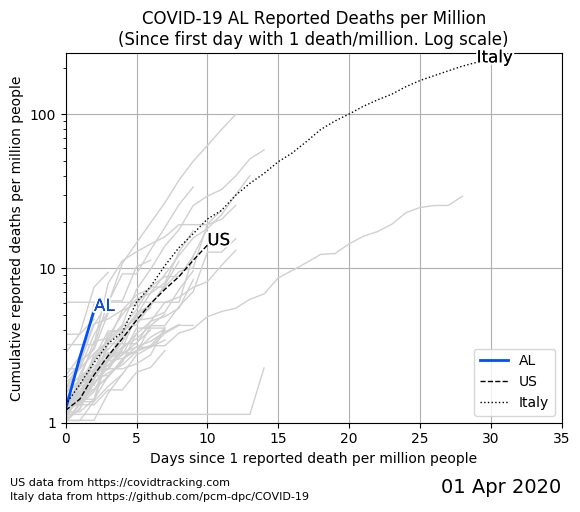 COVID-19 AL Reported Deaths per Million
(Since first day with 1 death/million. Log scale)
Cumulative reported deaths per million people
100
10
1
Italy
US
AL
AL
US
Italy
0 5 10 15 20 25 30 35
Days since 1 reported death per million people
US data from https://covidtracking.com
Italy data from https://github.com/pcm-dpc/COVID-19
01 Apr 2020